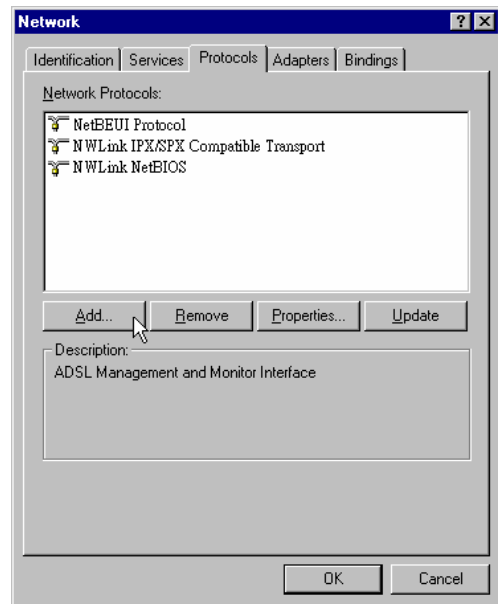 Network
Identification Services Protocols Adapters Bindings
Network Protocols:
NetBEUI Protocol
NWLink IPX/SPX Compatible Transport
NWLink NetBIOS
Add... Remove Properties... Update
Description:
ADSL Management and Monitor Interface
OK Cancel